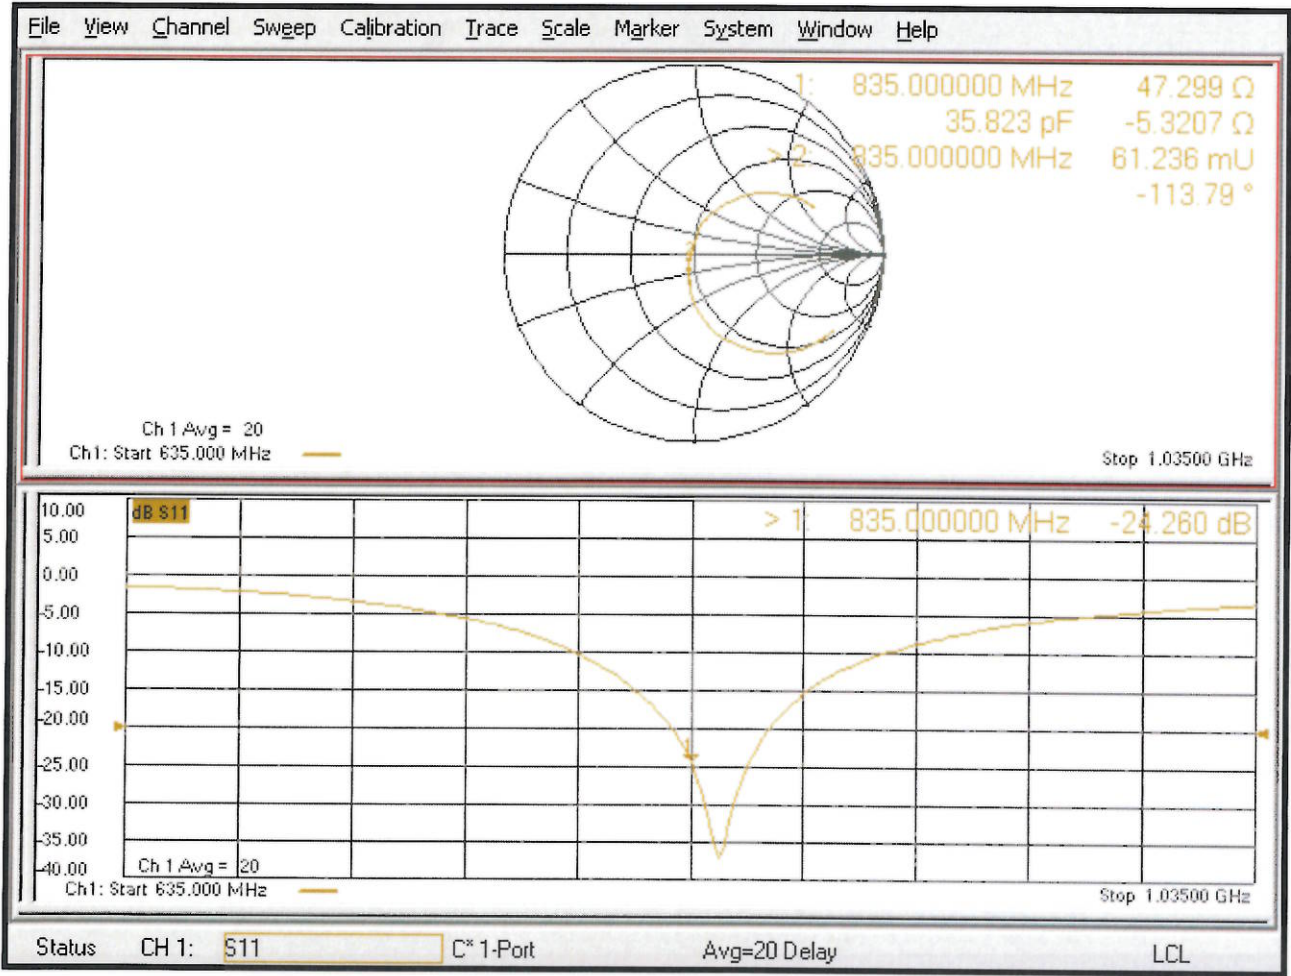 File View Channel Sweep Calibration Trace Scale Marker System Window Help
1: 835.000000 MHz 47.299 Ω
35.823 pF -5.3207 Ω
> 2: 835.000000 MHz 61.236 mU
-113.79 °
Ch 1 Avg = 20
Ch1: Start 635.000 MHz
Stop 1.03500 GHz
10.00
dB S11
> 1: 835.000000 MHz -24.260 dB
5.00
0.00
-5.00
-10.00
-15.00
-20.00
-25.00
-30.00
-35.00
-40.00
1
Ch 1 Avg = 20
Ch1: Start 635.000 MHz
Stop 1.03500 GHz
Status CH 1: S11 C* 1-Port Avg=20 Delay LCL